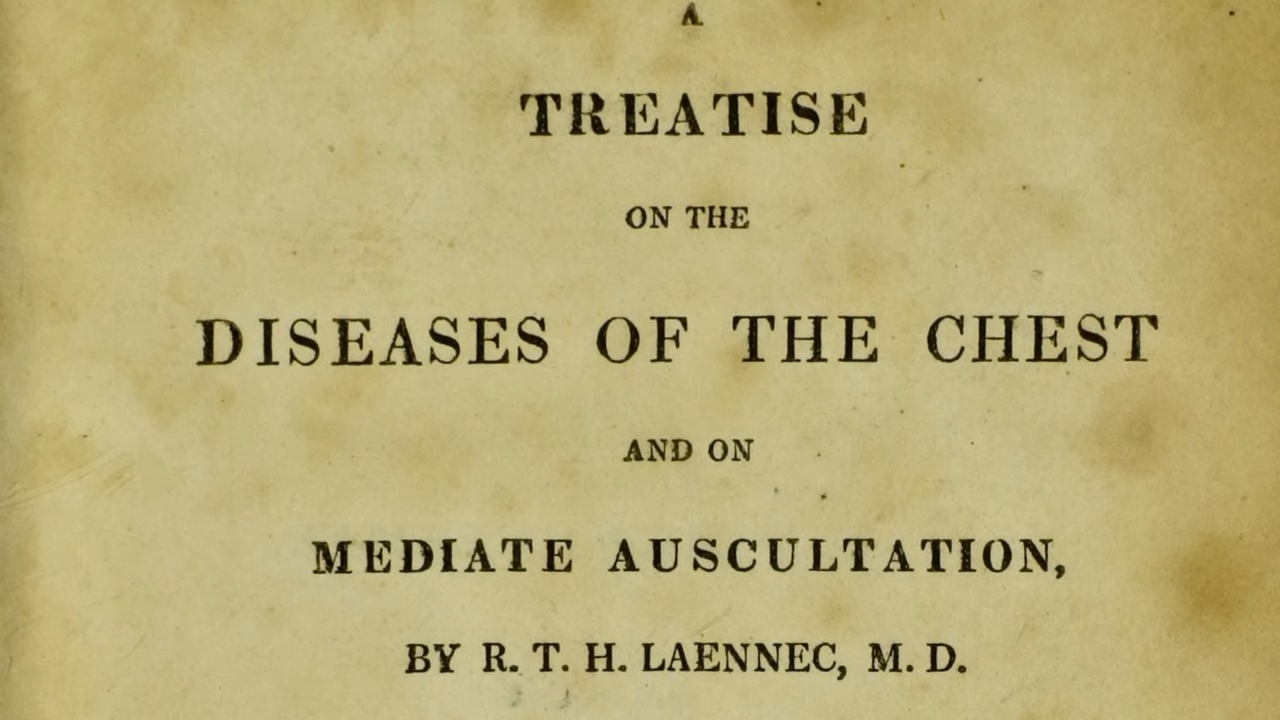 A
TREATISE
ON THE
DISEASES OF THE CHEST
AND ON
MEDIATE AUSCULTATION,
BY R. T. H. LAENNEC, M. D.